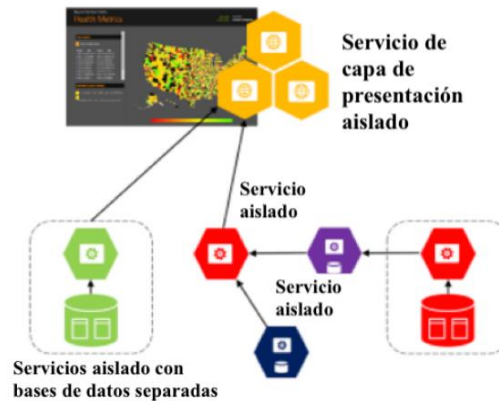 Health Metrics
Servicio de
capa de
presentación
aislado
Servicio
aislado
Servicio
aislado
Servicios aislado con
bases de datos separadas